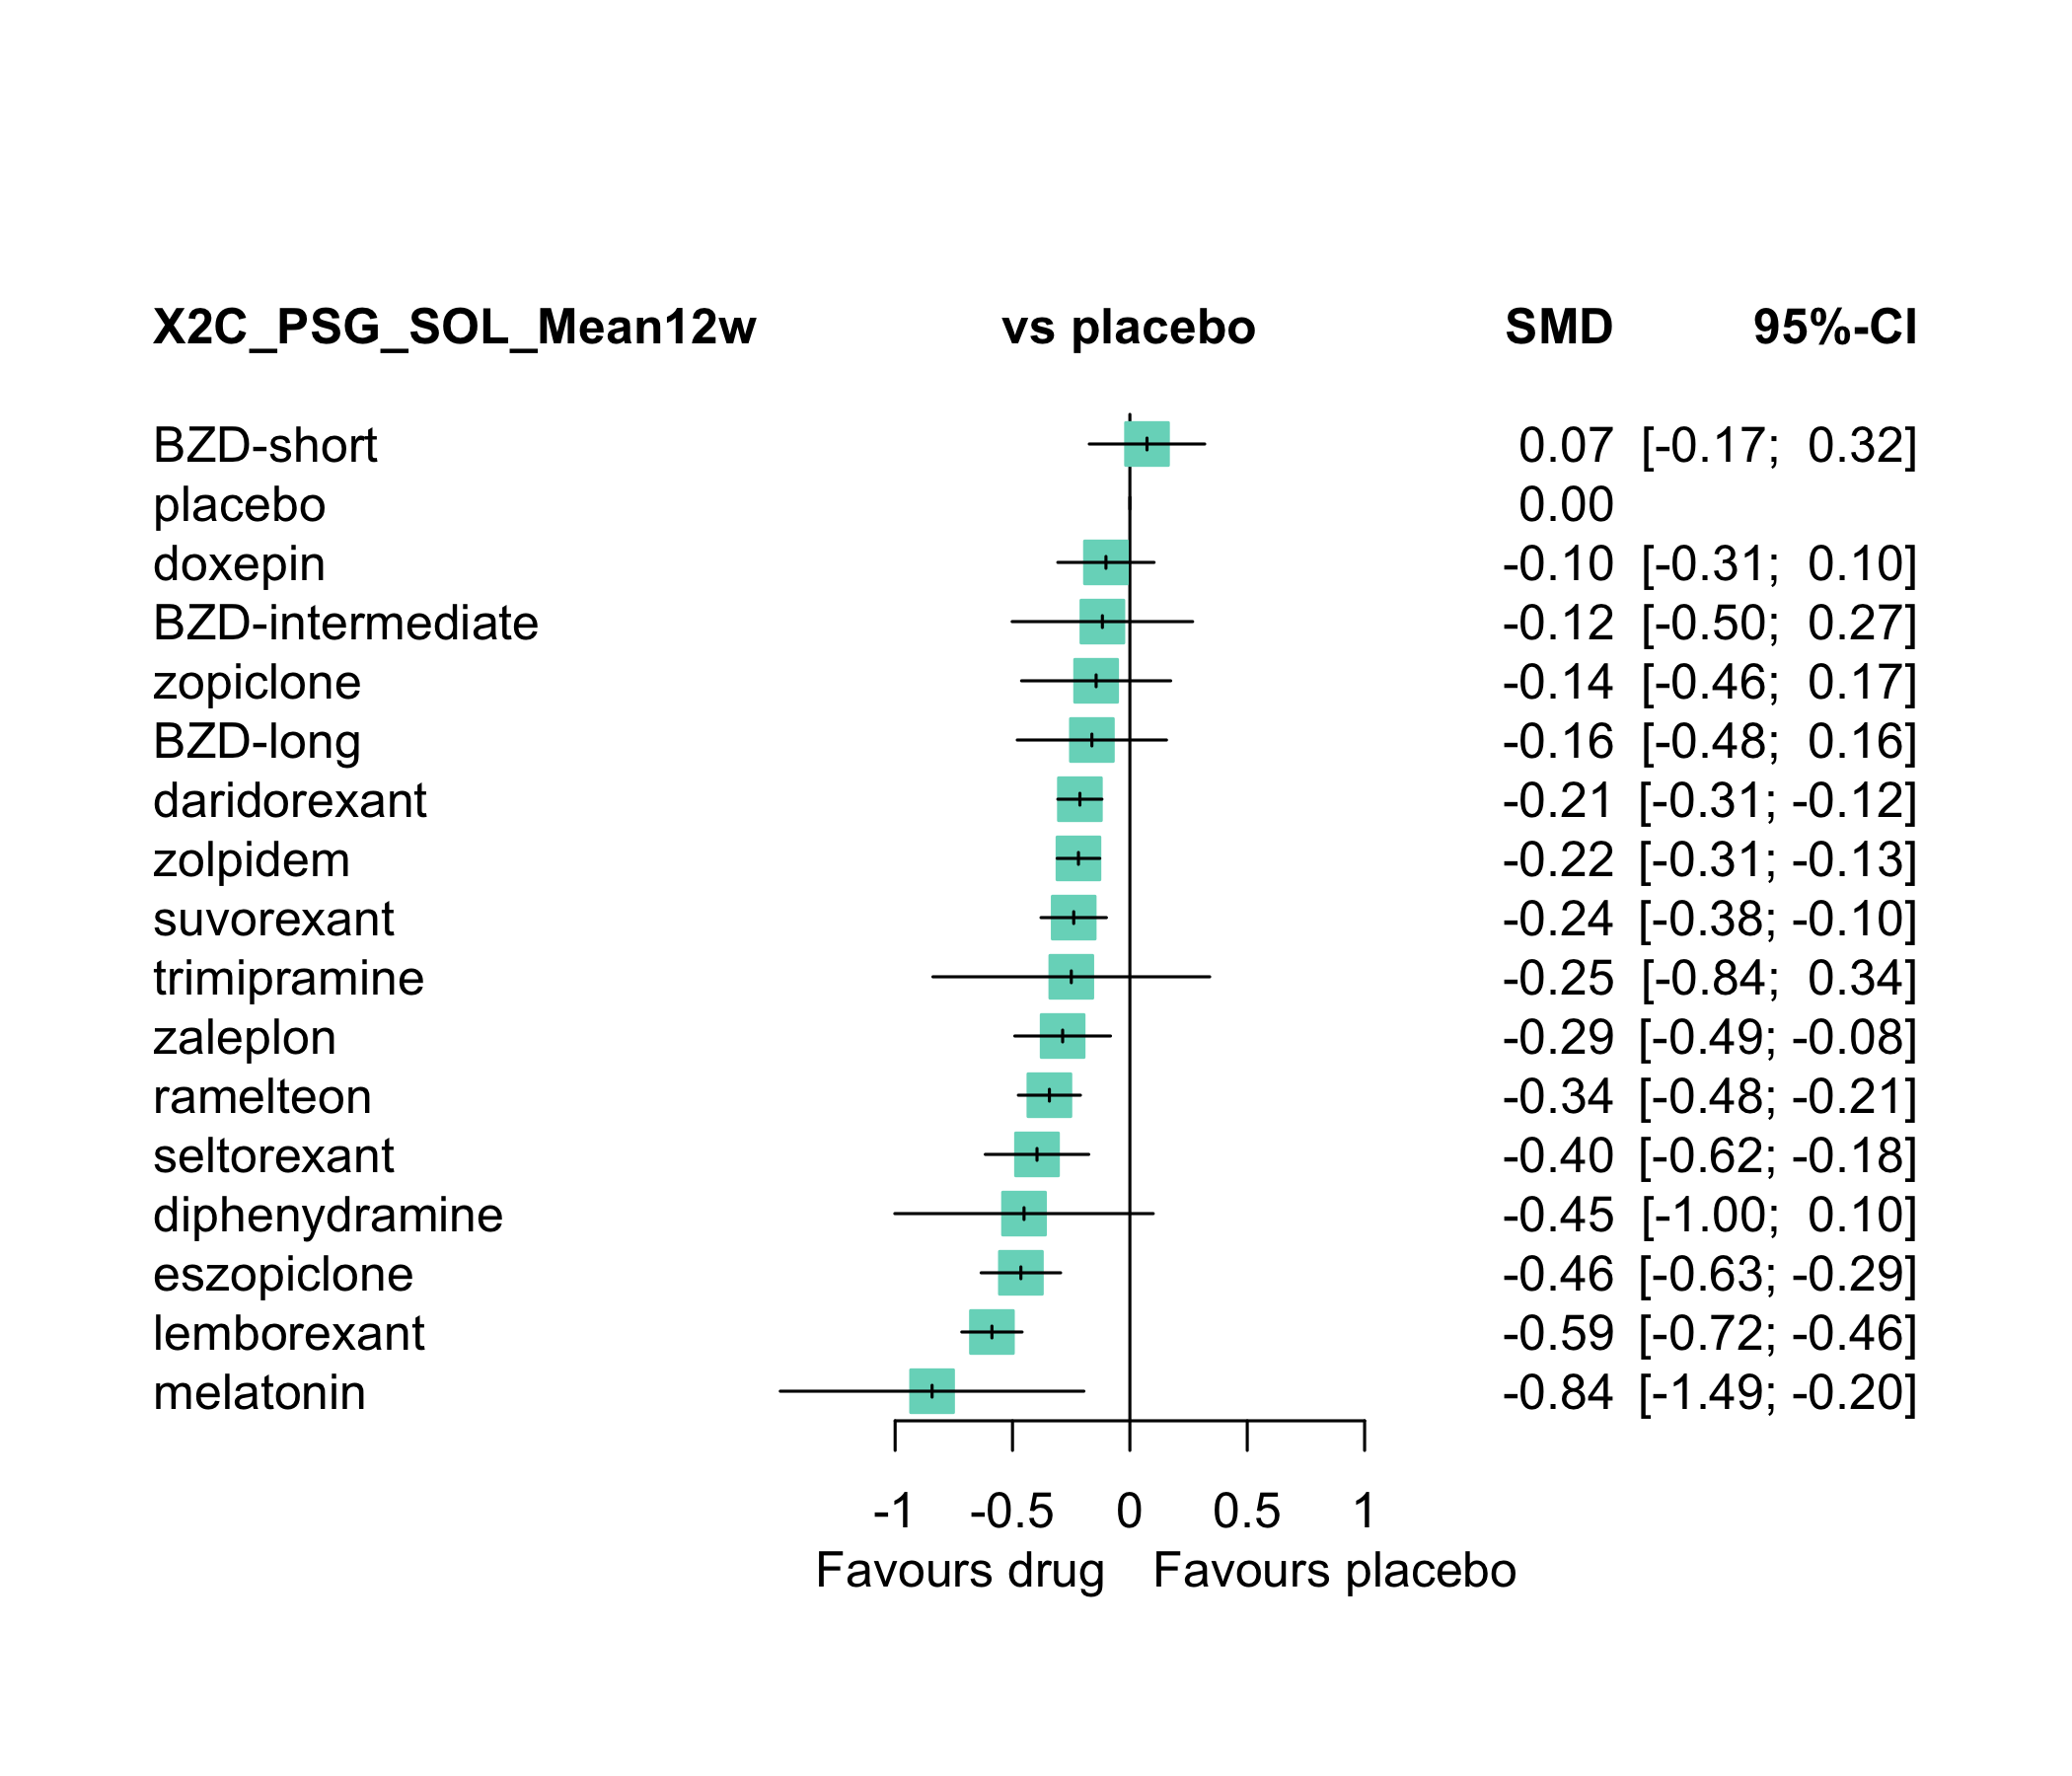 X2C_PSG_SOL_Mean12w vs placebo SMD 95%-CI
BZD-short 0.07 [-0.17; 0.32]
placebo 0.00
doxepin -0.10 [-0.31; 0.10]
BZD-intermediate -0.12 [-0.50; 0.27]
zopiclone -0.14 [-0.46; 0.17]
BZD-long -0.16 [-0.48; 0.16]
daridorexant -0.21 [-0.31; -0.12]
zolpidem -0.22 [-0.31; -0.13]
suvorexant -0.24 [-0.38; -0.10]
trimipramine -0.25 [-0.84; 0.34]
zaleplon -0.29 [-0.49; -0.08]
ramelteon -0.34 [-0.48; -0.21]
seltorexant -0.40 [-0.62; -0.18]
diphenydramine -0.45 [-1.00; 0.10]
eszopiclone -0.46 [-0.63; -0.29]
lemborexant -0.59 [-0.72; -0.46]
melatonin -0.84 [-1.49; -0.20]
-1 -0.5 0 0.5 1
Favours drug Favours placebo